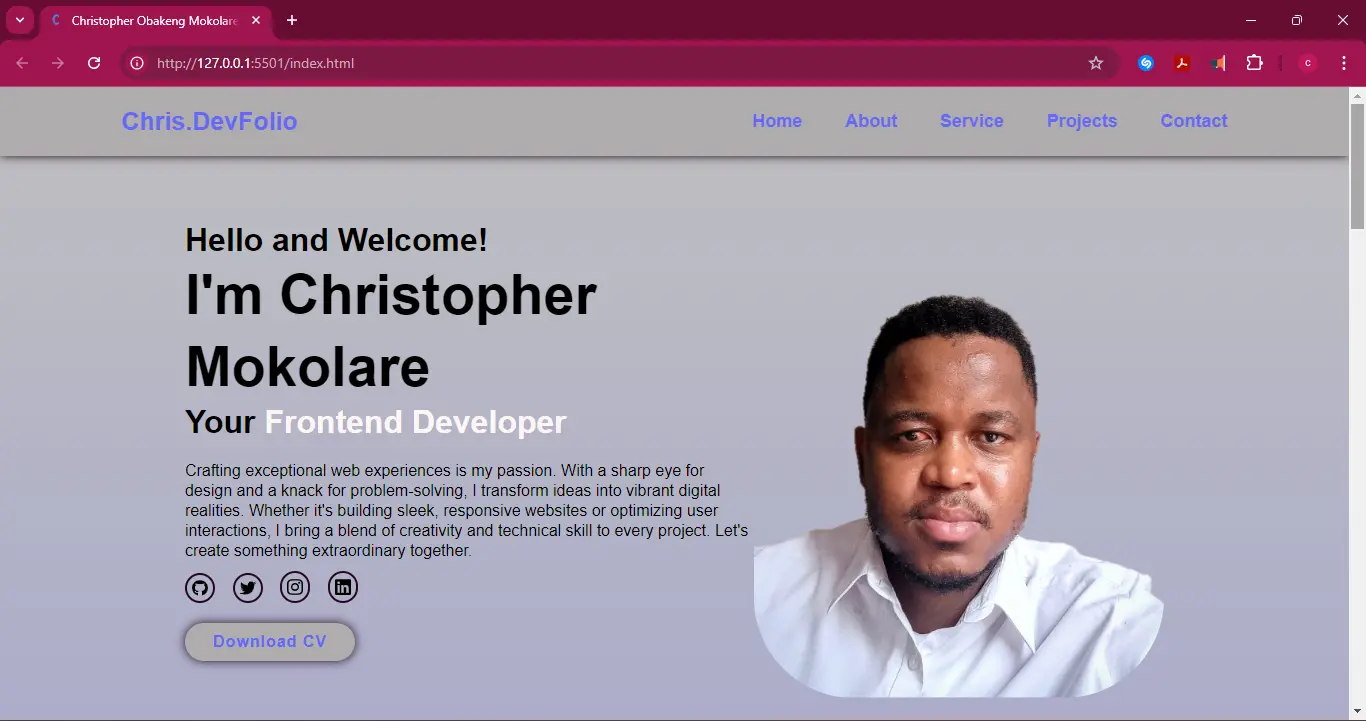 Christopher Obakeng Mokolare
http://127.0.0.1:5501/index.html
C
Chris.DevFolio
Home About Service Projects Contact
Hello and Welcome!
I'm Christopher
Mokolare
Your Frontend Developer
Crafting exceptional web experiences is my passion. With a sharp eye for
design and a knack for problem-solving, I transform ideas into vibrant digital
realities. Whether it's building sleek, responsive websites or optimizing user
interactions, I bring a blend of creativity and technical skill to every project. Let's
create something extraordinary together.
Download CV